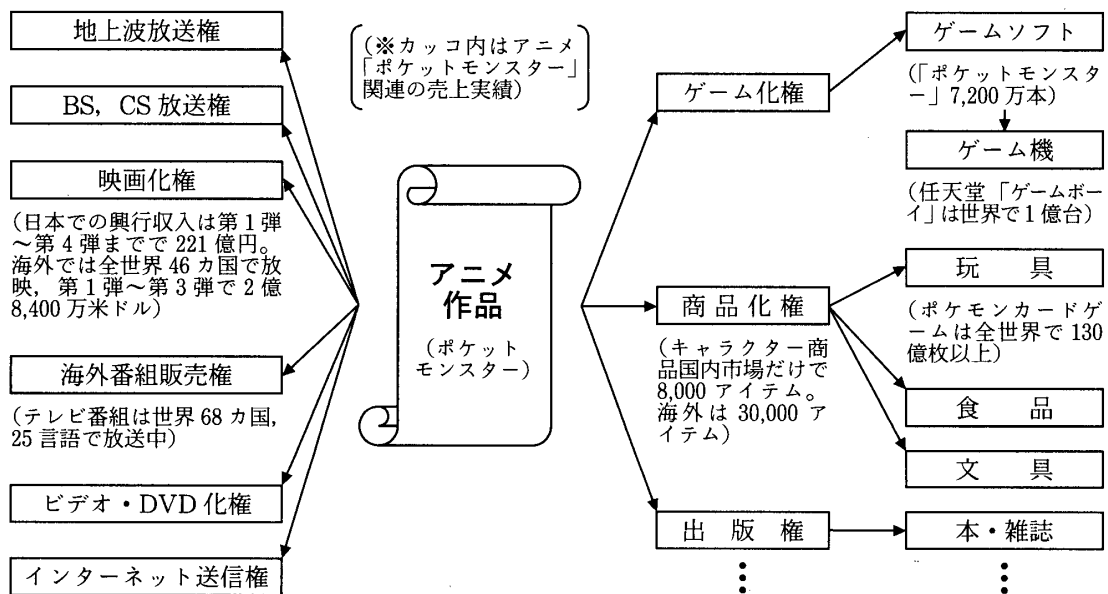 地上波放送権
BS，CS 放送権
映画化権
（日本での興行収入は第 1 弾
～第 4 弾までで 221 億円。
海外では全世界 46 カ国で放
映，第 1 弾～第 3 弾で 2 億
8,400 万米ドル）
海外番組販売権
（テレビ番組は世界 68 カ国，
25 言語で放送中）
ビデオ・DVD 化権
インターネット送信権
（※カッコ内はアニメ
「ポケットモンスター」
関連の売上実績）
アニメ
作品
（ポケット
モンスター）
ゲーム化権
商品化権
（キャラクター商
品国内市場だけで
8,000 アイテム。
海外は 30,000 ア
イテム）
出版権
ゲームソフト
（「ポケットモンスタ
ー」7,200 万本）
ゲーム機
（任天堂「ゲームボー
イ」は世界で 1 億台）
玩具
（ポケモンカードゲ
ームは全世界で 130
億枚以上）
食品
文具
本・雑誌